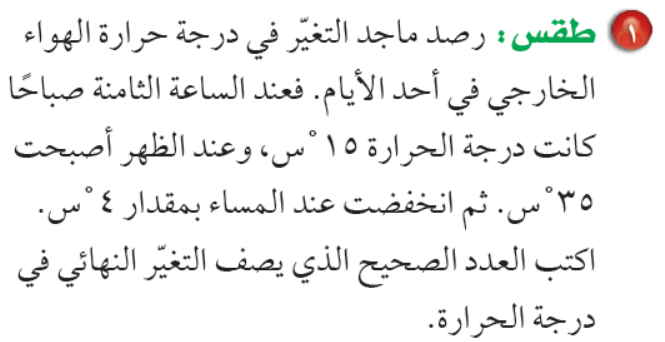 ١ طقس : رصد ماجد التغيّر في درجة حرارة الهواء
الخارجي في أحد الأيام. فعند الساعة الثامنة صباحًا
كانت درجة الحرارة ١٥ °س، وعند الظهر أصبحت
٣٥ °س. ثم انخفضت عند المساء بمقدار ٤ °س.
اكتب العدد الصحيح الذي يصف التغيّر النهائي في
درجة الحرارة.